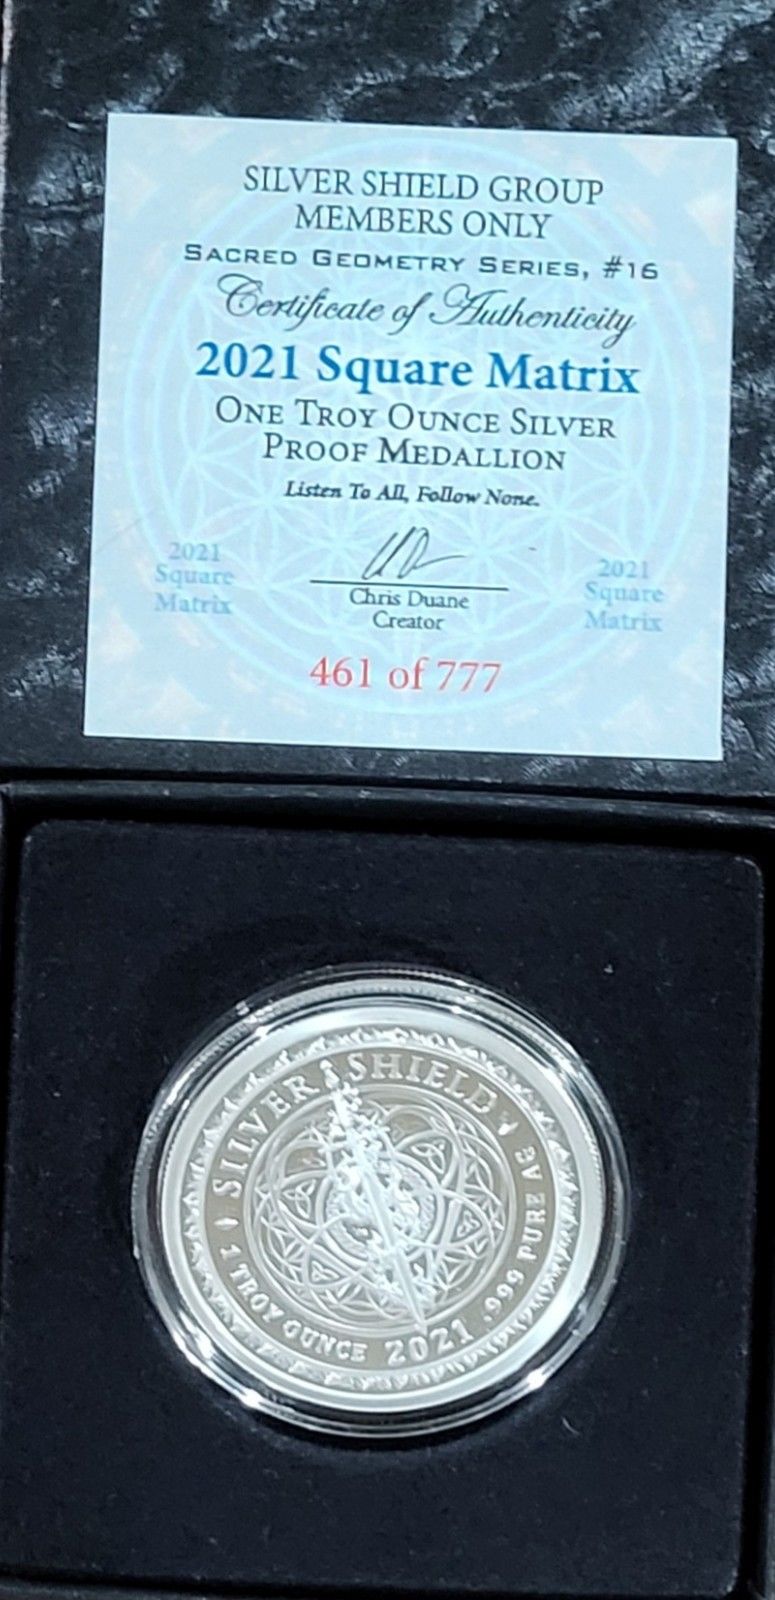 SILVER SHIELD GROUP
MEMBERS ONLY
SACRED GEOMETRY SERIES, #16
Certificate of Authenticity
2021 Square Matrix
ONE TROY OUNCE SILVER
PROOF MEDALLION
Listen To All, Follow None.
2021
Square
Matrix
Chris Duane
Creator
2021
Square
Matrix
461 of 777
SILVER SHIELD
1 TROY OUNCE 2021 .999 PURE AG